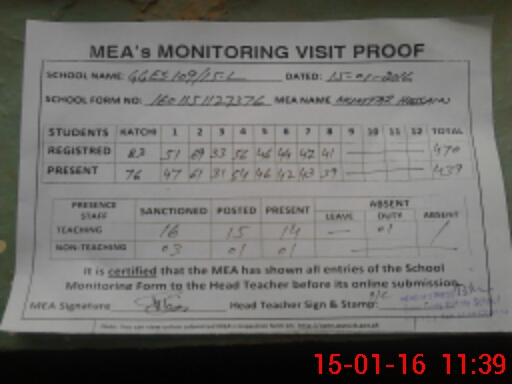 MEA's MONITORING VISIT PROOF
SCHOOL NAME: GGES 109/15-L DATED: 15-01-2016
SCHOOL FORM NO: MEA NAME
STUDENTS KATCHI 1 2 3 4 5 6 7 8 9 10 11 12 TOTAL
REGISTRED 83 51 69 33 56 46 44 47 41 470
PRESENT 76 47 61 31 54 46 42 43 39 439
PRESENCE STAFF SANCTIONED POSTED PRESENT ABSENT
LEAVE DUTY ABSENT
TEACHING 16 15 14 — 01 /
NON-TEACHING 03 01 01
It is certified that the MEA has shown all entries of the School
Monitoring Form to the Head Teacher before its online submission.
MEA Signature Head Teacher Sign & Stamp:
15-01-16 11:39